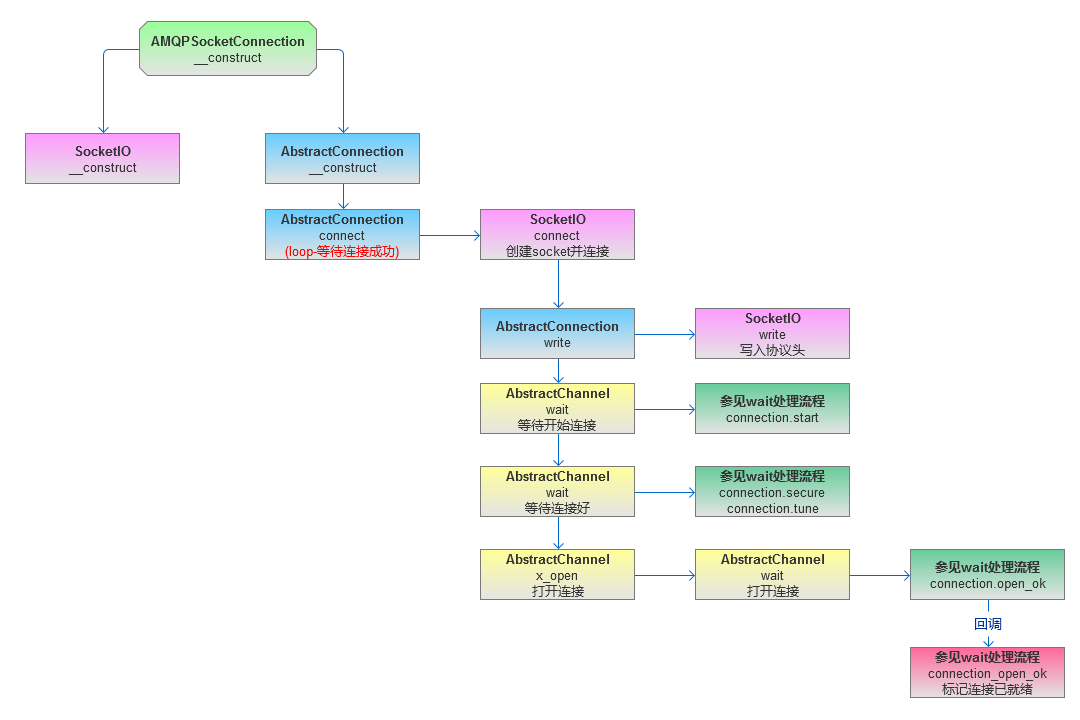 AMQPSocketConnection
__construct
SocketIO
__construct
AbstractConnection
__construct
AbstractConnection
connect
(loop-等待连接成功)
SocketIO
connect
创建socket并连接
AbstractConnection
write
SocketIO
write
写入协议头
AbstractChannel
wait
等待开始连接
参见wait处理流程
connection.start
AbstractChannel
wait
等待连接好
参见wait处理流程
connection.secure
connection.tune
AbstractChannel
x_open
打开连接
AbstractChannel
wait
打开连接
参见wait处理流程
connection.open_ok
回调
参见wait处理流程
connection_open_ok
标记连接已就绪